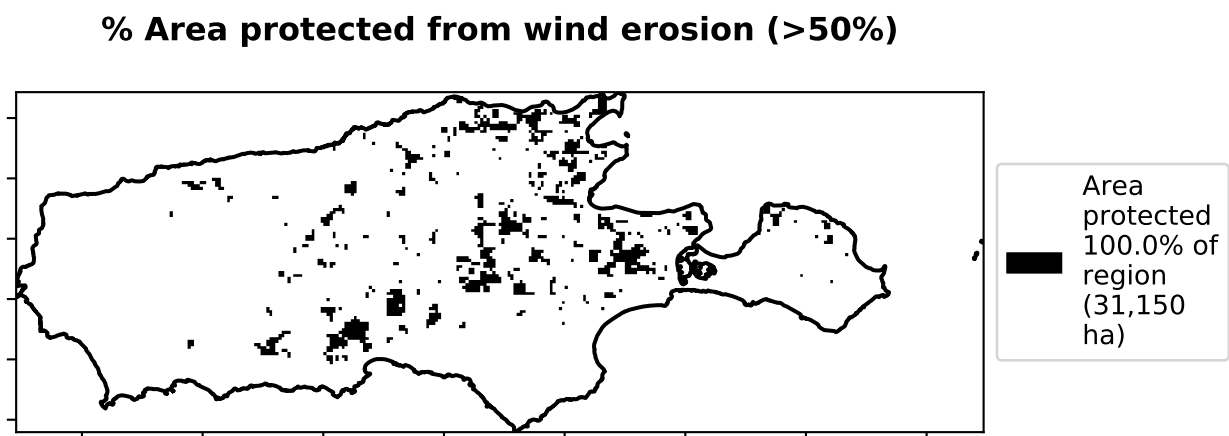 % Area protected from wind erosion (>50%)
Area
protected
100.0% of
region
(31,150
ha)